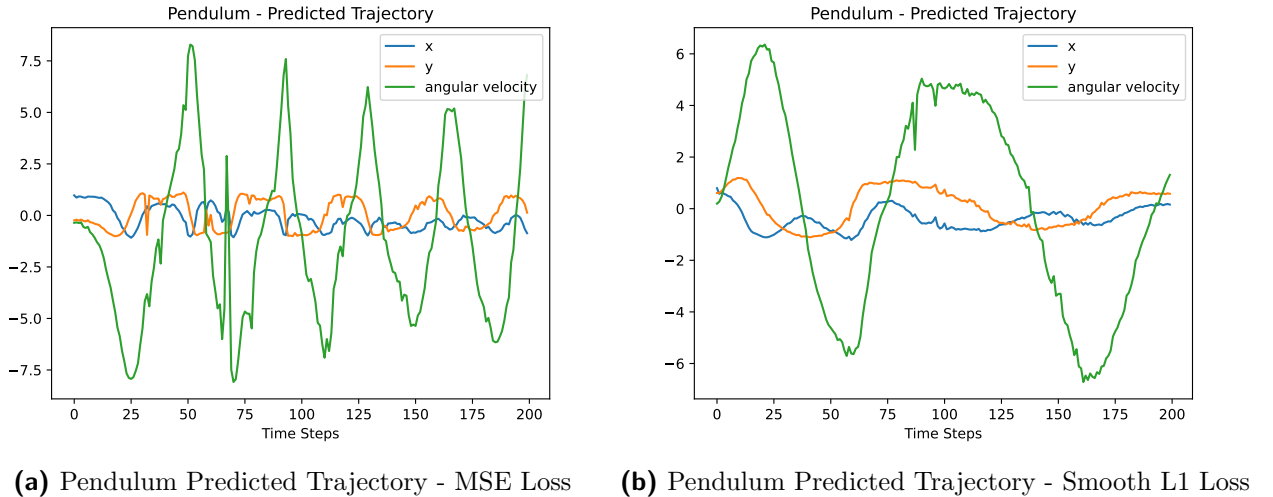 Pendulum - Predicted Trajectory
x
y
angular velocity
7.5
5.0
2.5
0.0
−2.5
−5.0
−7.5
0 25 50 75 100 125 150 175 200
Time Steps
(a) Pendulum Predicted Trajectory - MSE Loss
Pendulum - Predicted Trajectory
x
y
angular velocity
6
4
2
0
−2
−4
−6
0 25 50 75 100 125 150 175 200
Time Steps
(b) Pendulum Predicted Trajectory - Smooth L1 Loss